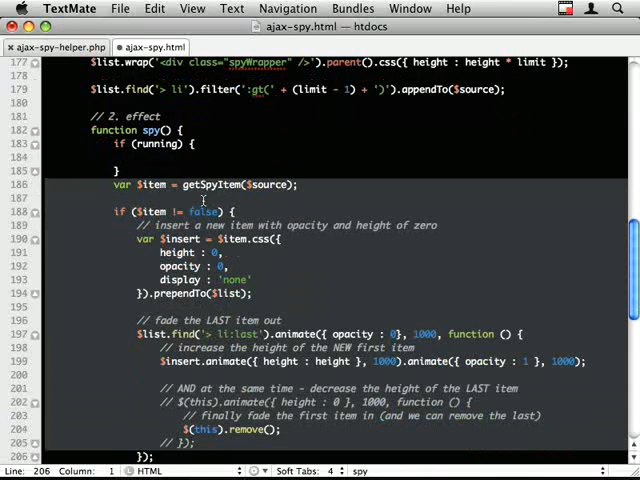 TextMate File Edit View Text Navigation Bundles Window Help
ajax-spy.html — htdocs
ajax-spy-helper.php ajax-spy.html
177 $list.wrap('<div class="spyWrapper" />').parent().css({ height : height * limit });
178
179 $list.find('> li').filter(':gt(' + (limit - 1) + ')').appendTo($source);
180
181 // 2. effect
182 function spy() {
183 if (running) {
184
185 }
186 var $item = getSpyItem($source);
187
188 if ($item != false) {
189 // insert a new item with opacity and height of zero
190 var $insert = $item.css({
191 height : 0,
192 opacity : 0,
193 display : 'none'
194 }).prependTo($list);
195
196 // fade the LAST item out
197 $list.find('> li:last').animate({ opacity : 0}, 1000, function () {
198 // increase the height of the NEW first item
199 $insert.animate({ height : height }, 1000).animate({ opacity : 1 }, 1000);
200
201 // AND at the same time - decrease the height of the LAST item
202 // $(this).animate({ height : 0 }, 1000, function () {
203 // finally fade the first item in (and we can remove the last)
204 $(this).remove();
205 // });
206 });
Line: 206 Column: 1 HTML Soft Tabs: 4 spy